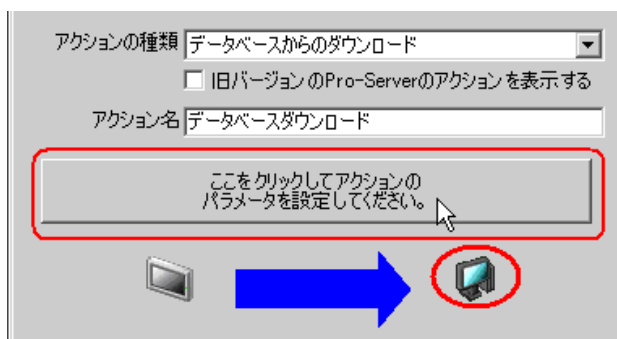 アクションの種類 データベースからのダウンロード
旧バージョンのPro-Serverのアクションを表示する
アクション名 データベースダウンロード
ここをクリックしてアクションの
パラメータを設定してください。